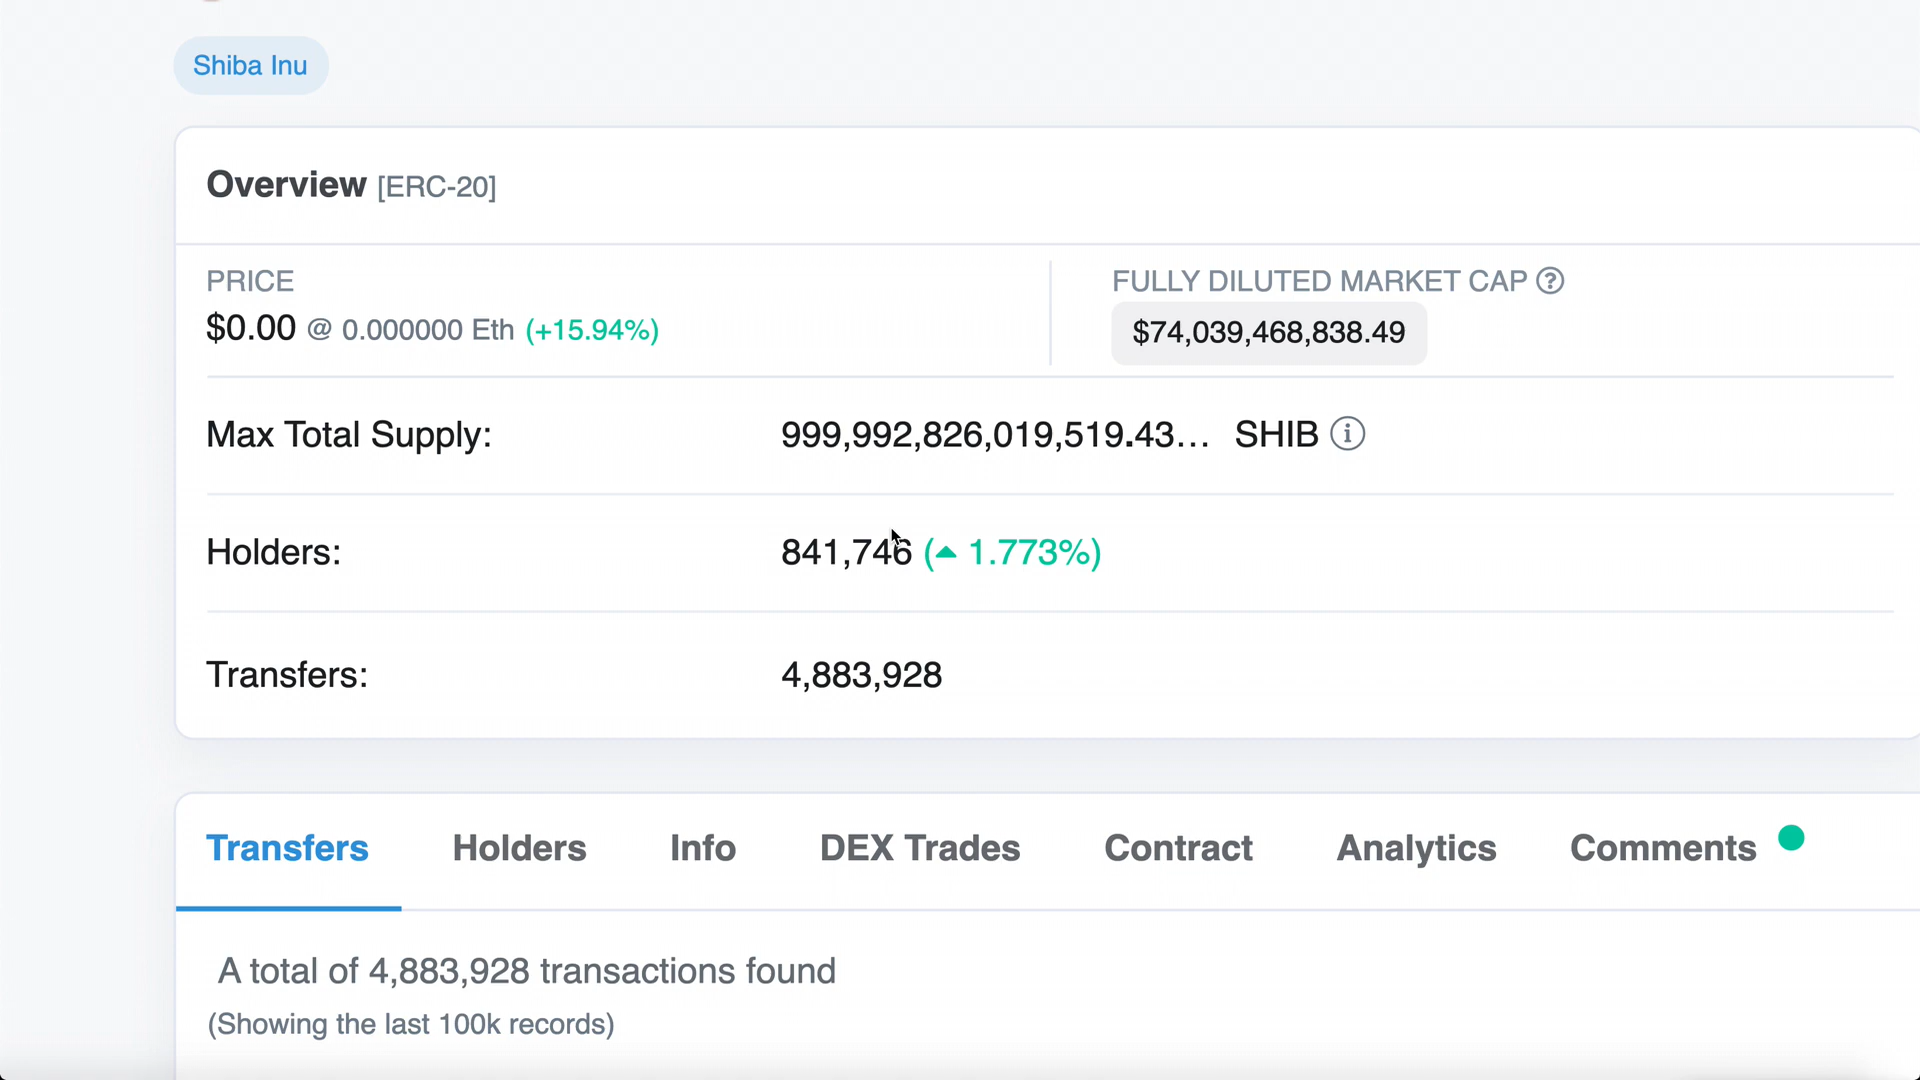 Shiba Inu
Overview [ERC-20]
PRICE
$0.00 @ 0.000000 Eth (+15.94%)
FULLY DILUTED MARKET CAP
$74,039,468,838.49
Max Total Supply: 999,992,826,019,519.43... SHIB
Holders: 841,746 (▲ 1.773%)
Transfers: 4,883,928
Transfers Holders Info DEX Trades Contract Analytics Comments
A total of 4,883,928 transactions found
(Showing the last 100k records)